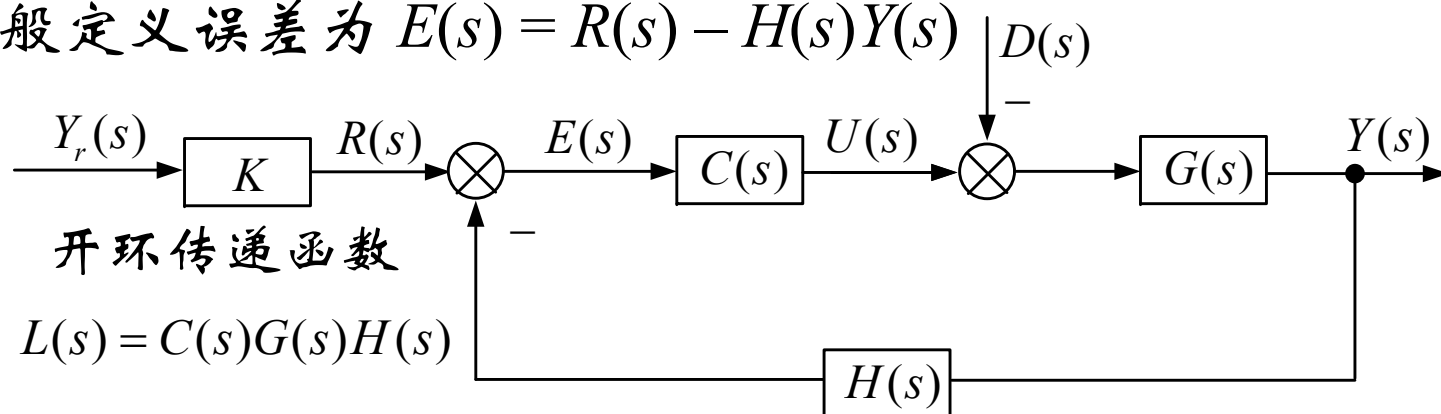 般定义误差为 E(s) = R(s) – H(s)Y(s)
D(s)
–
Y_r(s)
K
R(s)
E(s)
C(s)
U(s)
G(s)
Y(s)
–
开环传递函数
L(s) = C(s)G(s)H(s)
H(s)